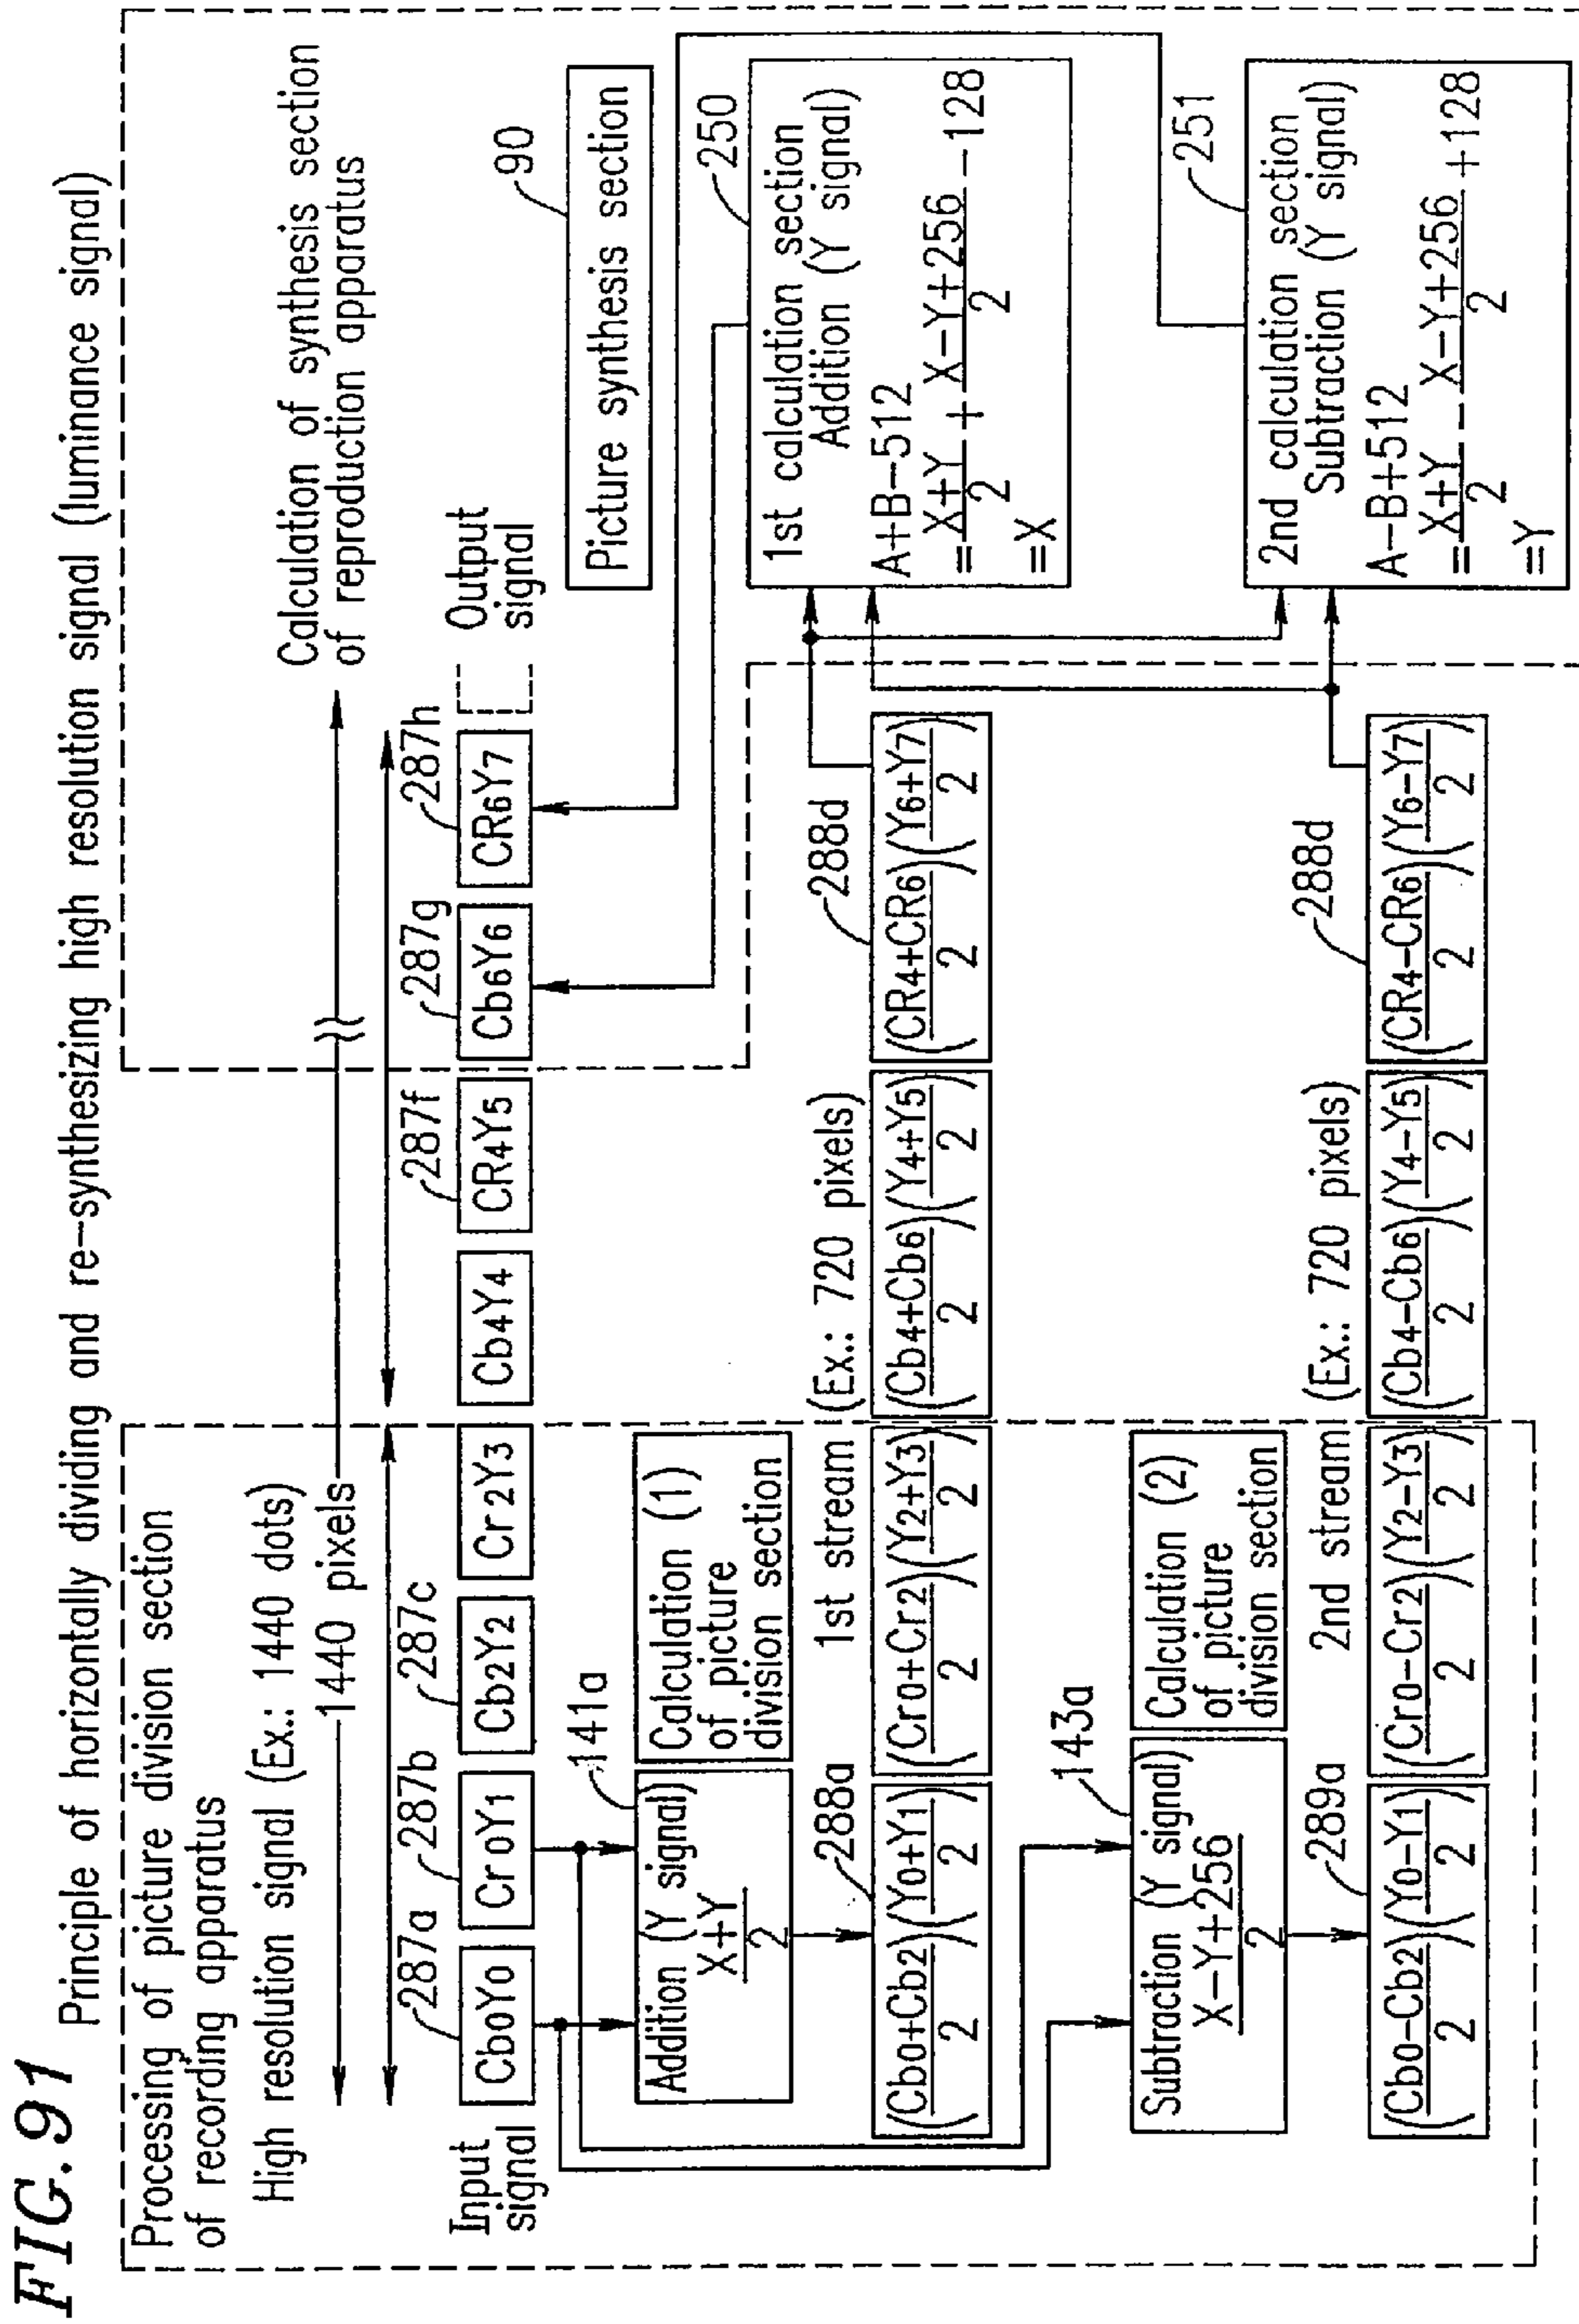 FIG. 91
Principle of horizontally dividing and re-synthesizing high resolution signal (luminance signal)
Processing of picture division section
of recording apparatus
High resolution signal (Ex.: 1440 dots)
1440 pixels
Calculation of synthesis section
of reproduction apparatus
287a
287b
287c
287f
287g
287h
Input
signal
Cb0Y0
Cr0Y1
Cb2Y2
Cr2Y3
Cb4Y4
CR4Y5
Cb6Y6
CR6Y7
Output
signal
90
Picture synthesis section
141a
Addition (Y signal)
X+Y
2
Calculation (1)
of picture
division section
250
1st calculation section
Addition (Y signal)
A+B-512
=X+Y/2 + X-Y+256/2 -128
=X
288a
1st stream
(Ex.: 720 pixels)
288d
(Cb0+Cb2/2)(Y0+Y1/2)
(Cr0+Cr2/2)(Y2+Y3/2)
(Cb4+Cb6/2)(Y4+Y5/2)
(CR4+CR6/2)(Y6+Y7/2)
143a
Subtraction (Y signal)
X-Y+256
2
Calculation (2)
of picture
division section
251
2nd calculation section
Subtraction (Y signal)
A-B+512
=X+Y/2 - X-Y+256/2 +128
=Y
289a
2nd stream
(Ex.: 720 pixels)
288d
(Cb0-Cb2/2)(Y0-Y1/2)
(Cr0-Cr2/2)(Y2-Y3/2)
(Cb4-Cb6/2)(Y4-Y5/2)
(CR4-CR6/2)(Y6-Y7/2)